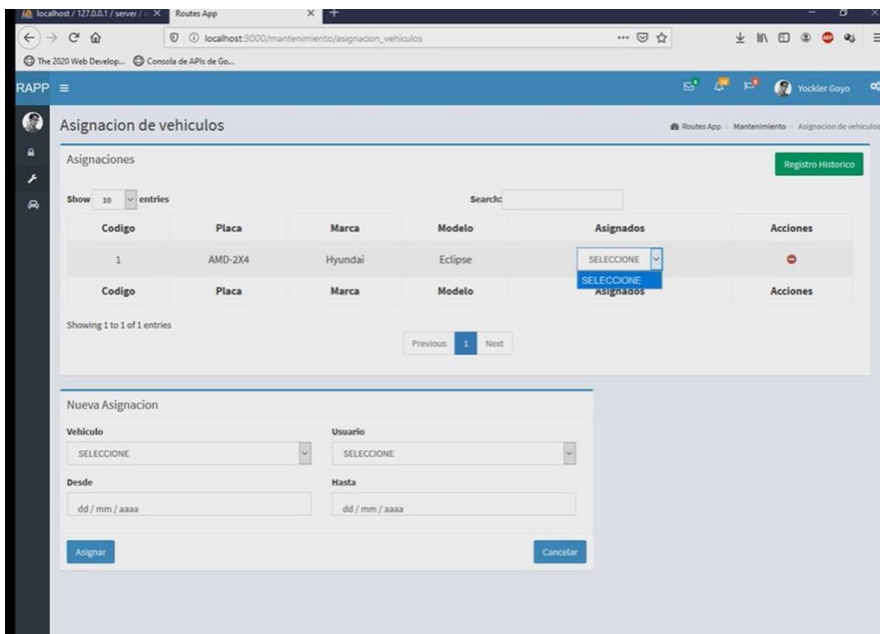 localhost / 127.0.0.1 / server /
Routes App
localhost:3000/mantenimiento/asignacion_vehiculos
The 2020 Web Develop...
Consola de APIs de Go...
RAPP
Yockler Goyo
Asignacion de vehiculos
Routes App Mantenimiento Asignacion de vehiculos
Asignaciones
Registro Historico
Show 10 entries
Search:
Codigo Placa Marca Modelo Asignados Acciones
1 AMD-2X4 Hyundai Eclipse SELECCIONE
SELECCIONE
Codigo Placa Marca Modelo Asignados Acciones
Showing 1 to 1 of 1 entries
Previous 1 Next
Nueva Asignacion
Vehiculo Usuario
SELECCIONE SELECCIONE
Desde Hasta
dd / mm / aaaa dd / mm / aaaa
Asignar Cancelar